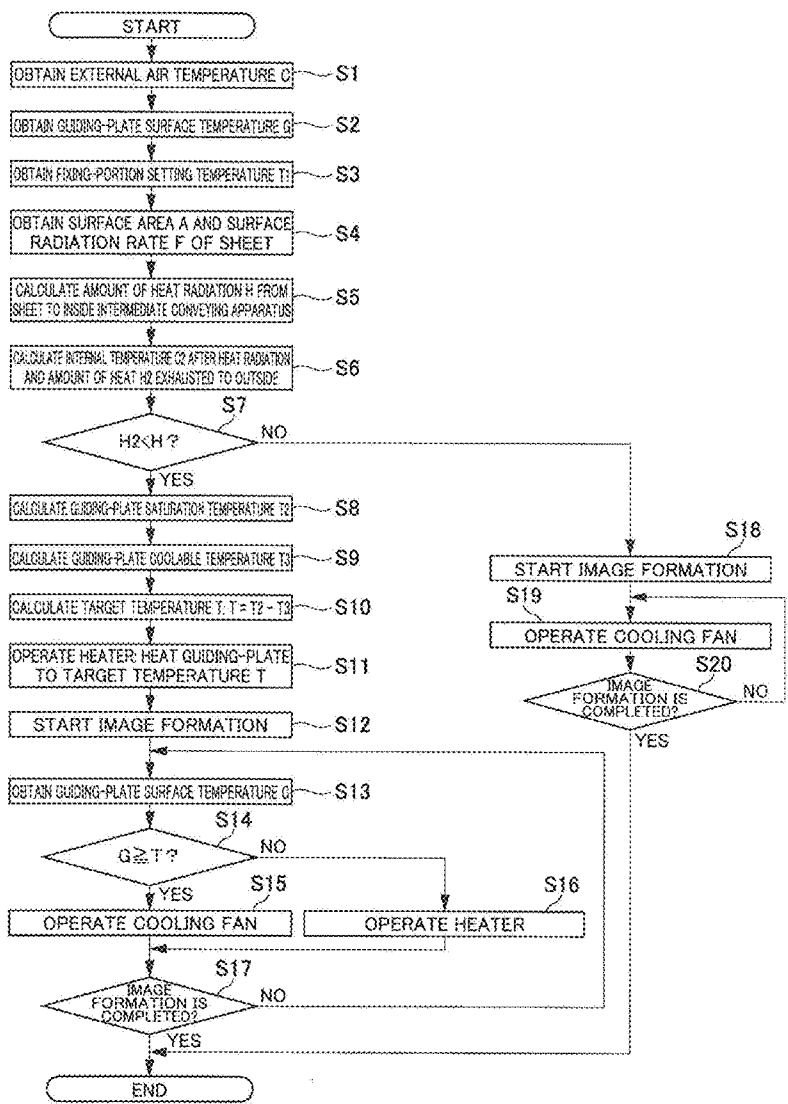 START
OBTAIN EXTERNAL AIR TEMPERATURE C
S1
OBTAIN GUIDING-PLATE SURFACE TEMPERATURE G
S2
OBTAIN FIXING-PORTION SETTING TEMPERATURE T1
S3
OBTAIN SURFACE AREA A AND SURFACE
RADIATION RATE F OF SHEET
S4
CALCULATE AMOUNT OF HEAT RADIATION H FROM
SHEET TO INSIDE INTERMEDIATE CONVEYING APPARATUS
S5
CALCULATE INTERNAL TEMPERATURE C2 AFTER HEAT RADIATION
AND AMOUNT OF HEAT H2 EXHAUSTED TO OUTSIDE
S6
S7
H2<H ?
NO
YES
CALCULATE GUIDING-PLATE SATURATION TEMPERATURE T2
S8
CALCULATE GUIDING-PLATE COOLABLE TEMPERATURE T3
S9
CALCULATE TARGET TEMPERATURE T: T = T2 - T3
S10
OPERATE HEATER: HEAT GUIDING-PLATE
TO TARGET TEMPERATURE T
S11
START IMAGE FORMATION
S12
OBTAIN GUIDING-PLATE SURFACE TEMPERATURE G
S13
S14
G≧T ?
NO
YES
S15
OPERATE COOLING FAN
S16
OPERATE HEATER
S17
IMAGE
FORMATION IS
COMPLETED?
NO
YES
END
S18
START IMAGE FORMATION
S19
OPERATE COOLING FAN
S20
IMAGE
FORMATION IS
COMPLETED?
NO
YES